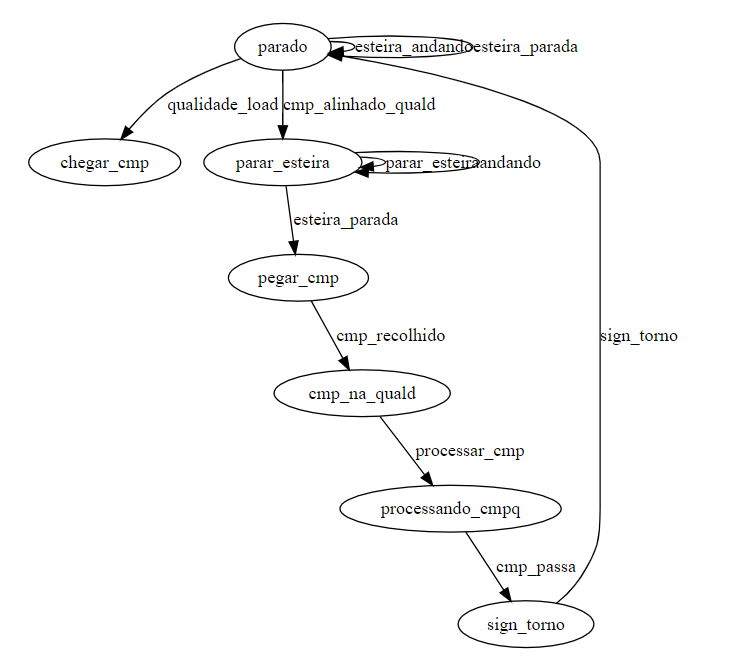 parado
esteira_andando
esteira_parada
qualidade_load
cmp_alinhado_quald
chegar_cmp
parar_esteira
parar_esteira
andando
esteira_parada
pegar_cmp
cmp_recolhido
sign_torno
cmp_na_quald
processar_cmp
processando_cmpq
cmp_passa
sign_torno